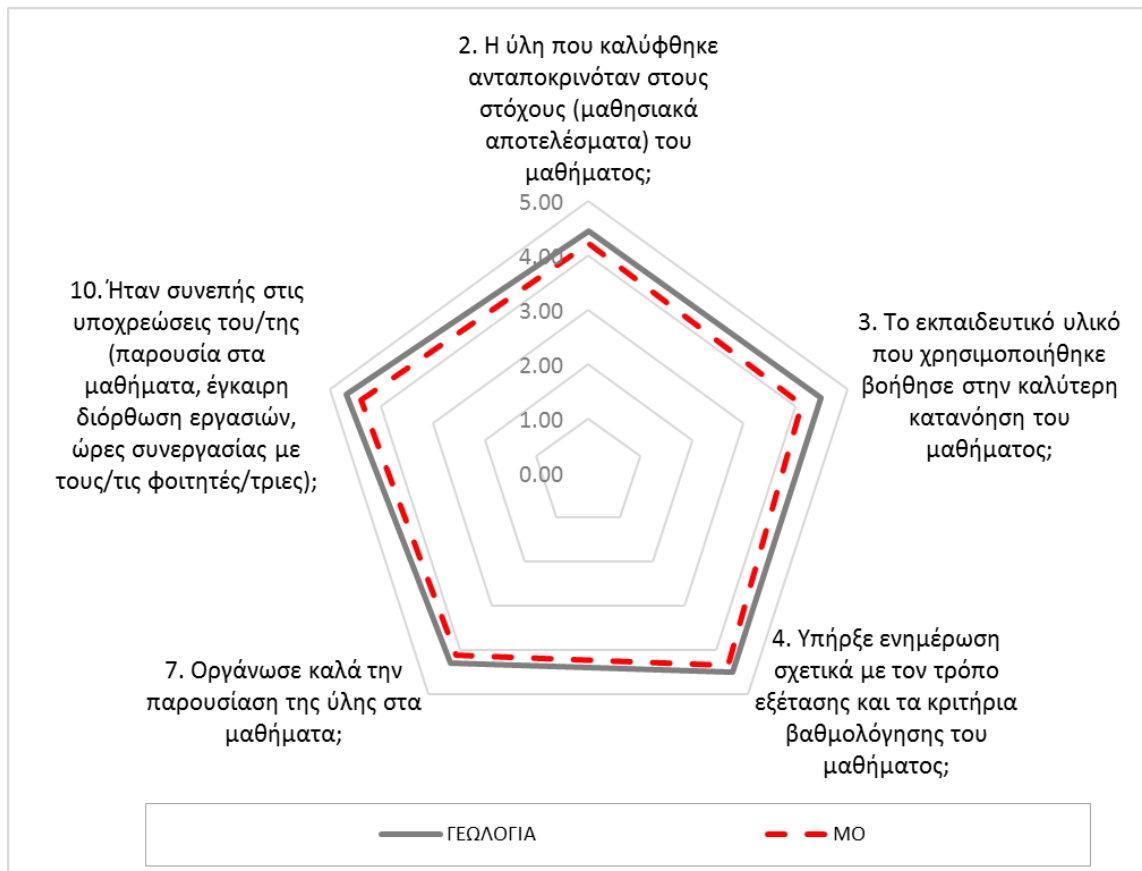 2. Η ύλη που καλύφθηκε
ανταποκρινόταν στους
στόχους (μαθησιακά
αποτελέσματα) του
μαθήματος;
5.00
4.00
3.00
2.00
1.00
0.00
3. Το εκπαιδευτικό υλικό
που χρησιμοποιήθηκε
βοήθησε στην καλύτερη
κατανόηση του
μαθήματος;
4. Υπήρξε ενημέρωση
σχετικά με τον τρόπο
εξέτασης και τα κριτήρια
βαθμολόγησης του
μαθήματος;
7. Οργάνωσε καλά την
παρουσίαση της ύλης στα
μαθήματα;
10. Ήταν συνεπής στις
υποχρεώσεις του/της
(παρουσία στα
μαθήματα, έγκαιρη
διόρθωση εργασιών,
ώρες συνεργασίας με
τους/τις φοιτητές/τριες);
ΓΕΩΛΟΓΙΑ
ΜΟ